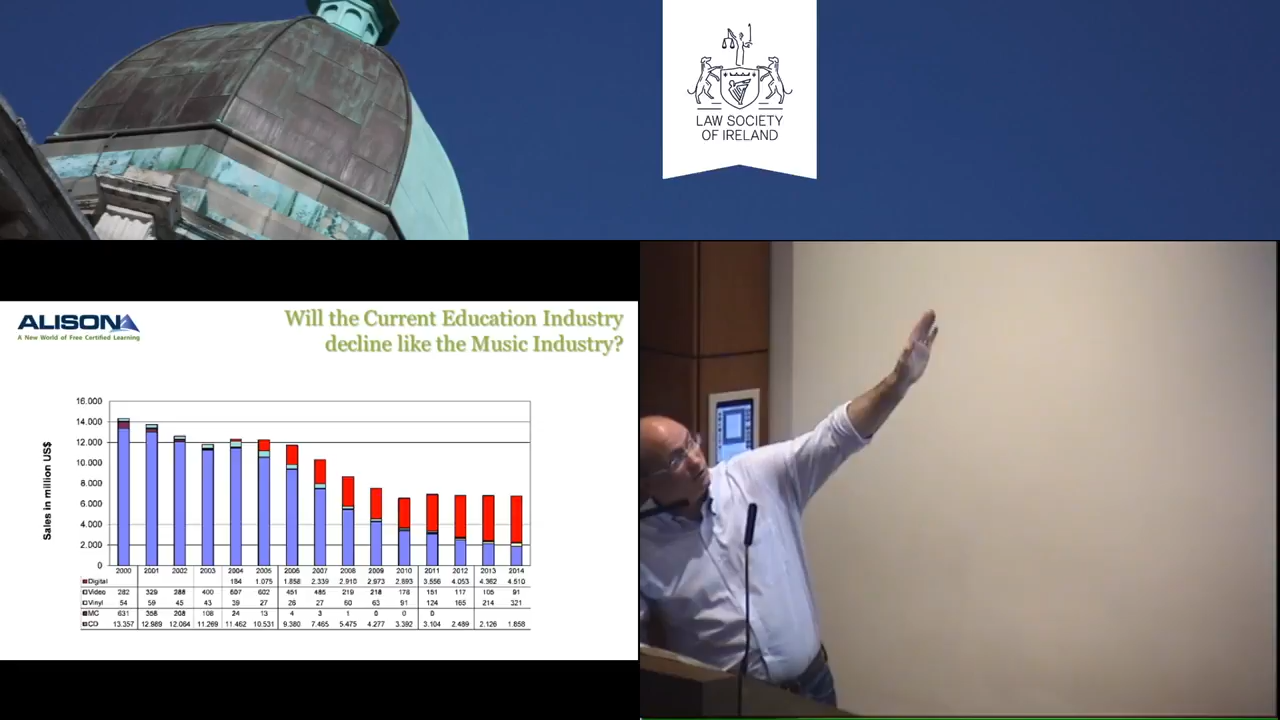 LAW SOCIETY
OF IRELAND
ALISON
A New World of Free Certified Learning
Will the Current Education Industry
decline like the Music Industry?
Sales in million US$
16.000
14.000
12.000
10.000
8.000
6.000
4.000
2.000
0
2000 2001 2002 2003 2004 2005 2006 2007 2008 2009 2010 2011 2012 2013 2014
Digital 184 1.075 1.858 2.339 2.910 2.973 2.893 3.556 4.053 4.362 4.510
Video 282 329 288 400 607 602 451 485 219 218 178 151 117 105 91
Vinyl 54 59 45 43 39 27 26 27 60 63 91 124 165 214 321
MC 631 358 208 108 24 13 4 3 1 0 0 0
CD 13.357 12.989 12.064 11.269 11.462 10.531 9.380 7.465 5.475 4.277 3.392 3.104 2.489 2.126 1.858